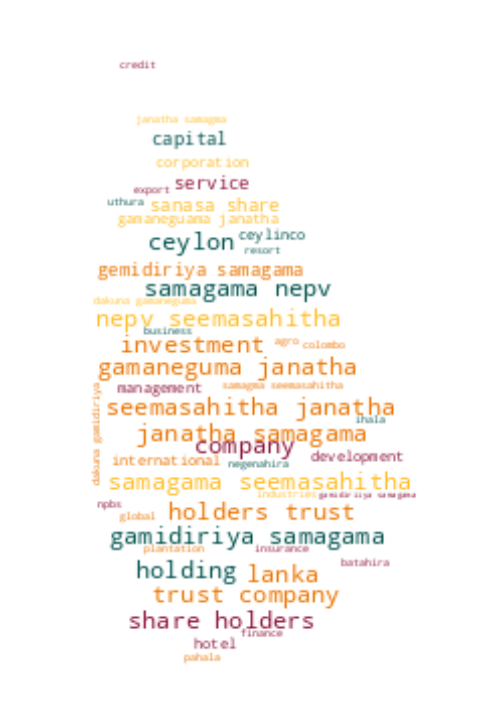 credit
janatha samagma
capital
corporation
export service
uthura sanasa share
gamaneguama janatha
ceylon ceylinco
resort
gemidiriya samagama
samagama nepv
dakuna gamaneguma
nepv seemasahitha
business
investment agro colombo
gamaneguma janatha
management samagma seemasahitha
dakuna gamidiriya
seemasahitha janatha
ihala
janatha samagama
company
development
international negenahira
samagama seemasahitha
industries gamidiriya samagama
npbs
global holders trust
gamidiriya samagama
plantation insurance
holding batahira
lanka
trust company
share holders
finance
hotel
pahala